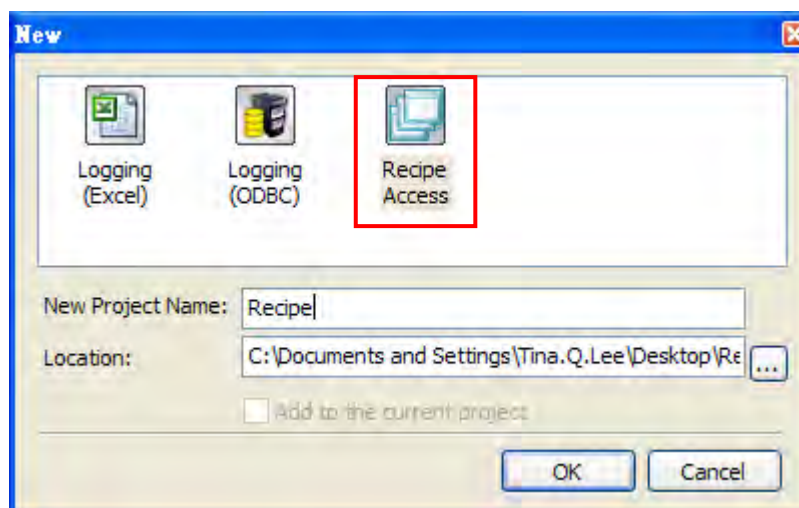 New
Logging
(Excel)
Logging
(ODBC)
Recipe
Access
New Project Name:
Recipe
Location:
C:\Documents and Settings\Tina.Q.Lee\Desktop\Re
...
Add to the current project
OK
Cancel